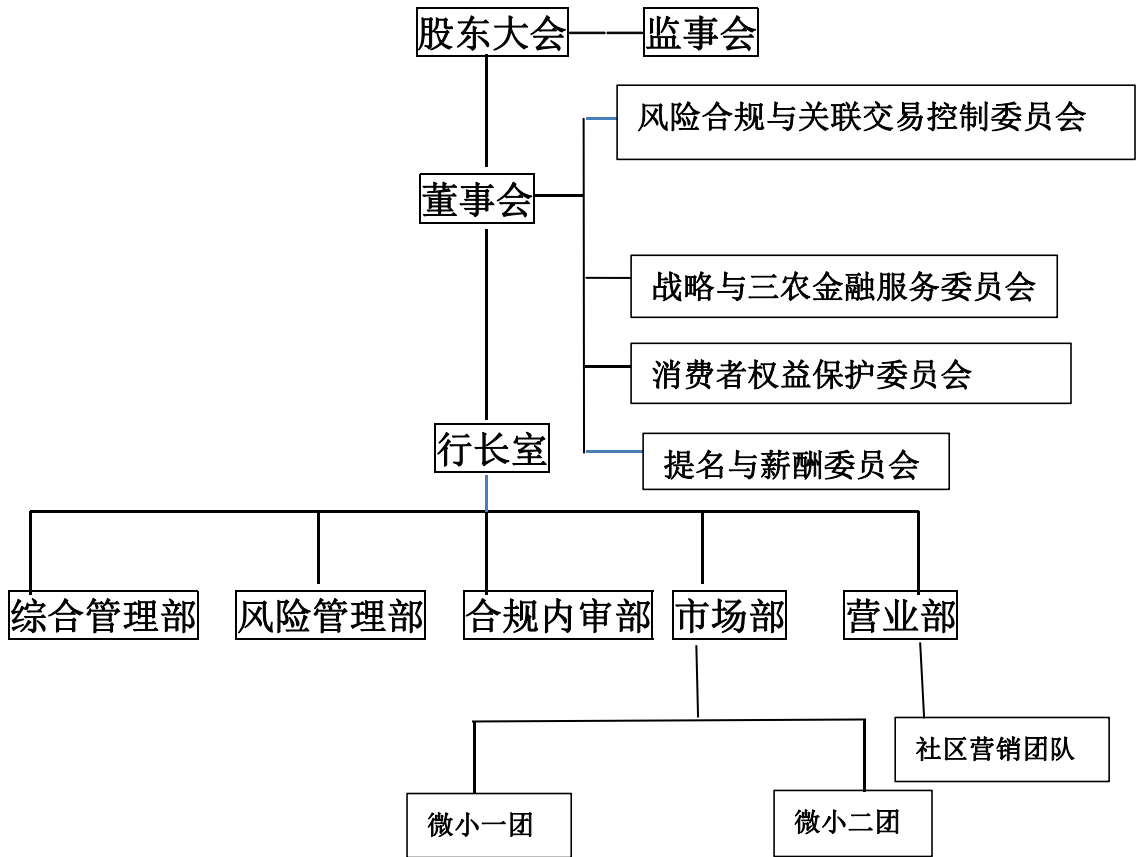 股东大会
监事会
风险合规与关联交易控制委员会
董事会
战略与三农金融服务委员会
消费者权益保护委员会
行长室
提名与薪酬委员会
综合管理部
风险管理部
合规内审部
市场部
营业部
社区营销团队
微小一团
微小二团